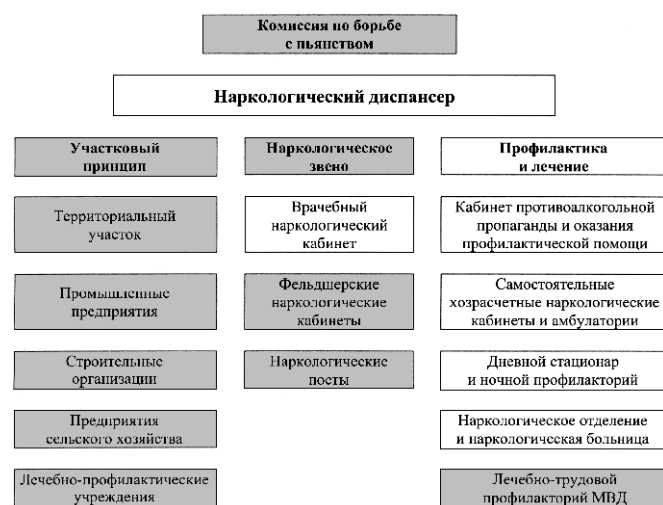 Комиссия по борьбе
с пьянством
Наркологический диспансер
Участковый
принцип
Территориальный
участок
Промышленные
предприятия
Строительные
организации
Предприятия
сельского хозяйства
Лечебно-профилактические
учреждения
Наркологическое
звено
Врачебный
наркологический
кабинет
Фельдшерские
наркологические
кабинеты
Наркологические
посты
Профилактика
и лечение
Кабинет противоалкогольной
пропаганды и оказания
профилактической помощи
Самостоятельные
хозрасчетные наркологические
кабинеты и амбулатории
Дневной стационар
и ночной профилакторий
Наркологическое отделение
и наркологическая больница
Лечебно-трудовой
профилакторий МВД